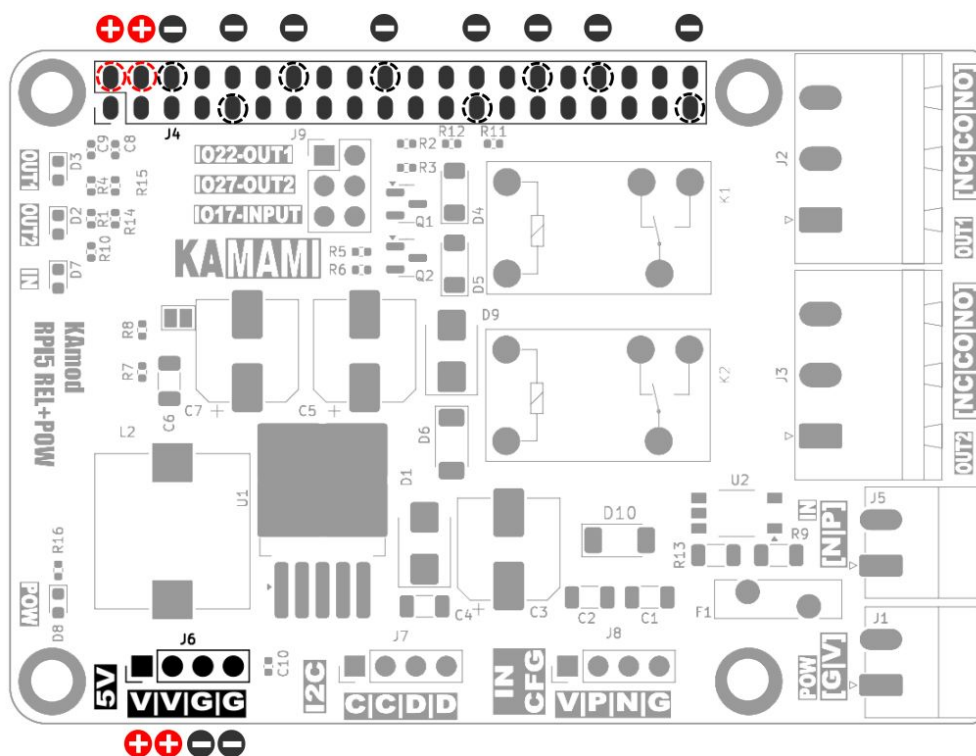 + + − − − − − − −
J4
J9
C9 C8
R2 R12 R11
OUT1 D3
IO22-OUT1
R3
R4 R15
IO27-OUT2
D4
K1
J2
[NC|CO|NO]
OUT2 D2
R1 R14
IO17-INPUT
Q1
OUT1
R10
KAMAMI
R5
R6
Q2
D5
IN D7
KAmod
RPI5 REL+POW
R8
R7
D9
K2
J3
[NC|CO|NO]
C6
C7 +
C5 +
D6
OUT2
L2
U1
D1
U2
J5
IN
[N|P]
D10
R13
R9
R16
POW
D8
C4 +
C3
C2
C1
F1
J1
POW
[G|V]
J6
C10
J7
J8
5V
V|V|G|G
I2C
C|C|D|D
IN
CFG
V|P|N|G
+ + − −